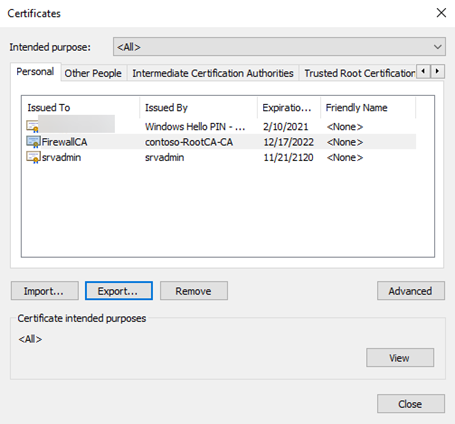 Certificates
Intended purpose: <All>
Personal Other People Intermediate Certification Authorities Trusted Root Certification
Issued To Issued By Expiratio... Friendly Name
Windows Hello PIN - ... 2/10/2021 <None>
FirewallCA contoso-RootCA-CA 12/17/2022 <None>
srvadmin srvadmin 11/21/2120 <None>
Import... Export... Remove Advanced
Certificate intended purposes
<All>
View
Close